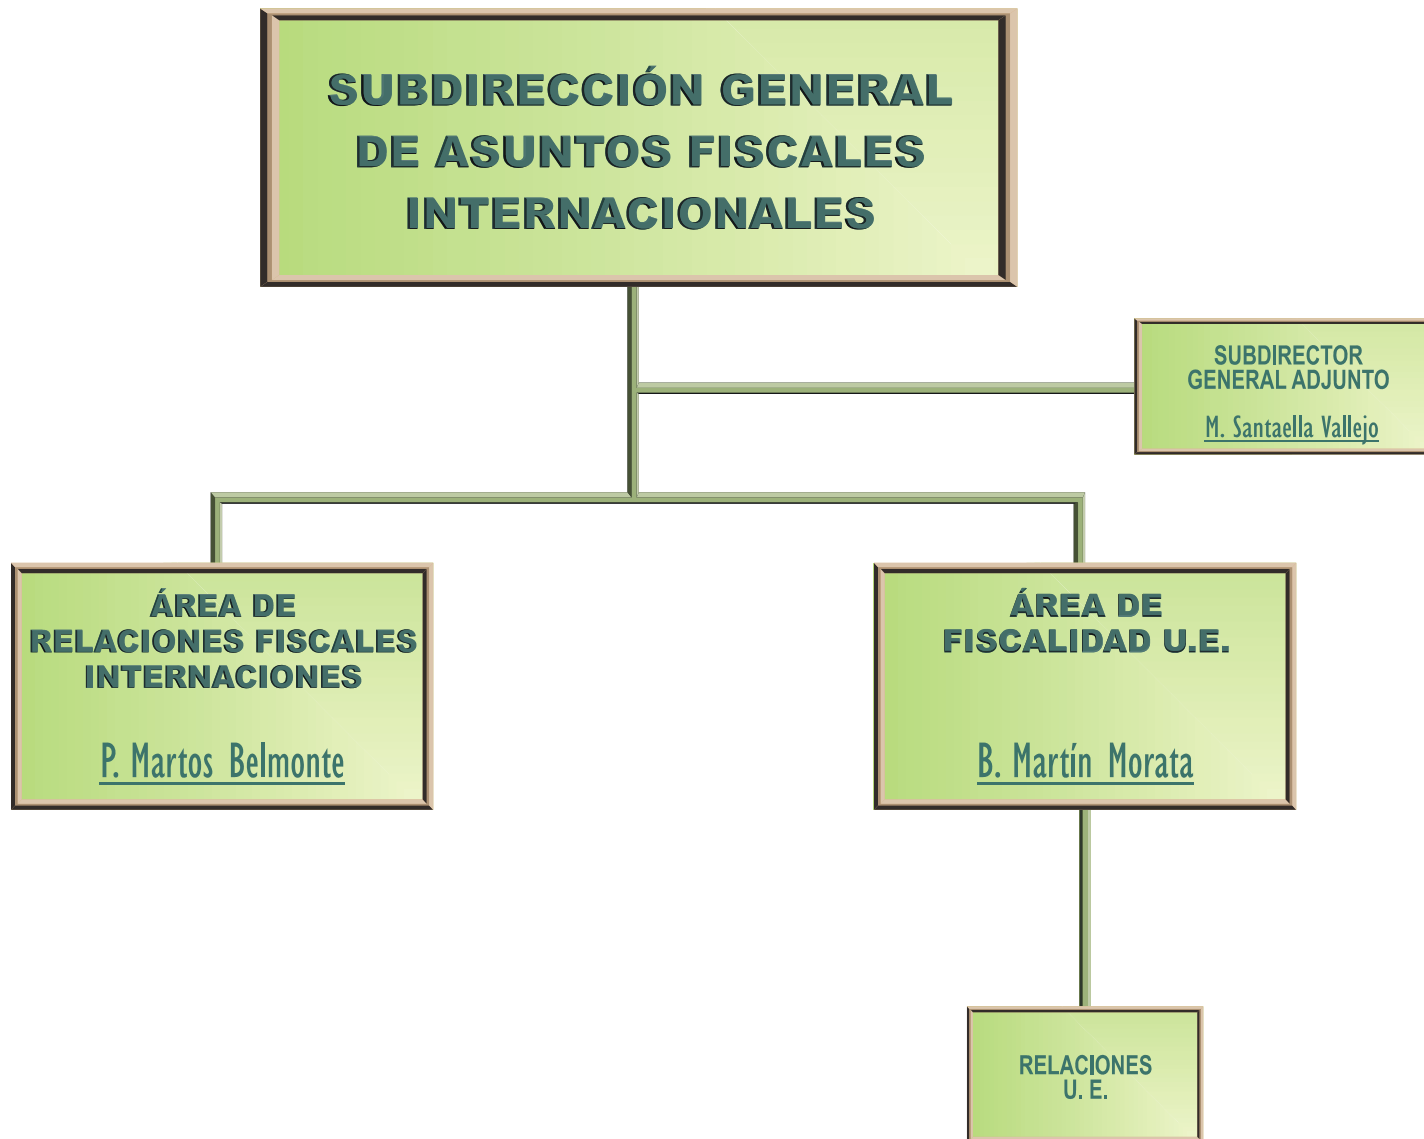 SUBDIRECCIÓN GENERAL
DE ASUNTOS FISCALES
INTERNACIONALES
SUBDIRECTOR
GENERAL ADJUNTO
M. Santaella Vallejo
ÁREA DE
RELACIONES FISCALES
INTERNACIONES
P. Martos Belmonte
ÁREA DE
FISCALIDAD U.E.
B. Martín Morata
RELACIONES
U. E.